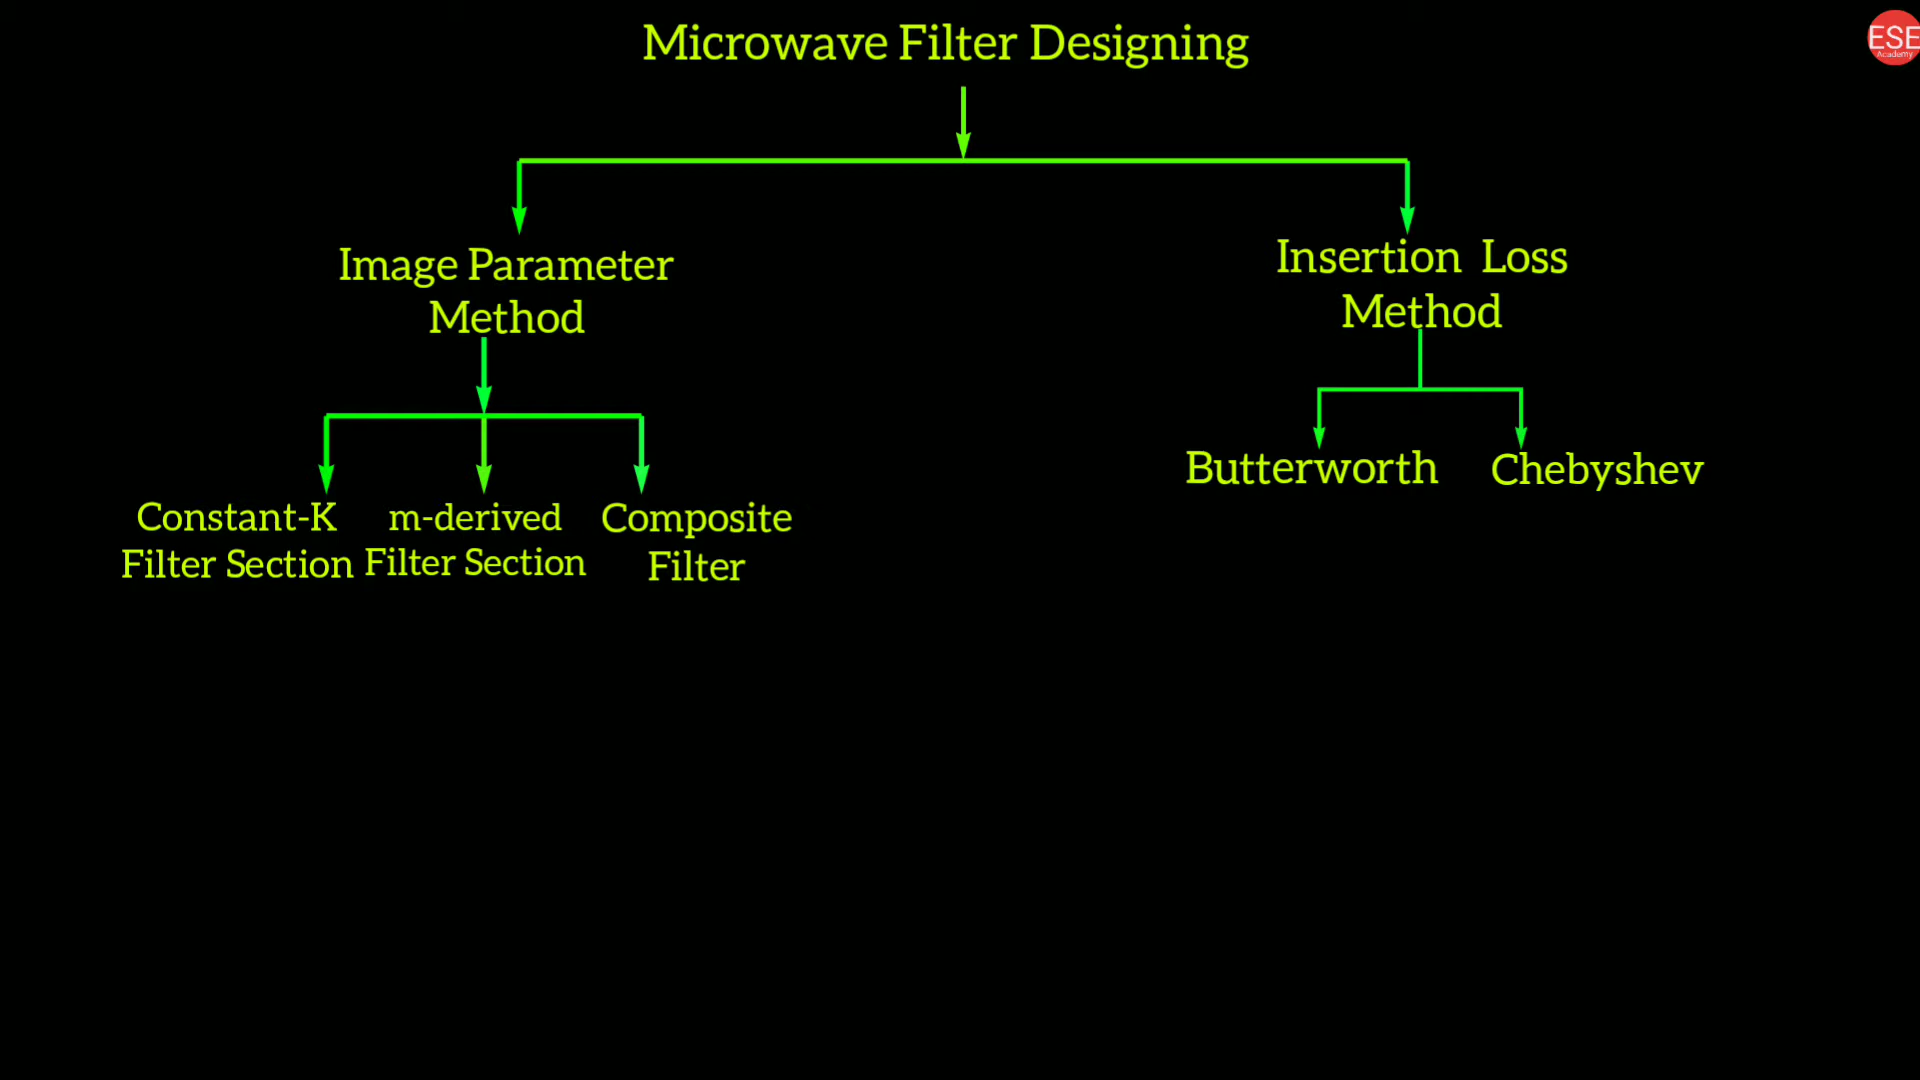 Microwave Filter Designing
ESE
Academy
Image Parameter
Method
Insertion Loss
Method
Butterworth
Chebyshev
Constant-K
Filter Section
m-derived
Filter Section
Composite
Filter